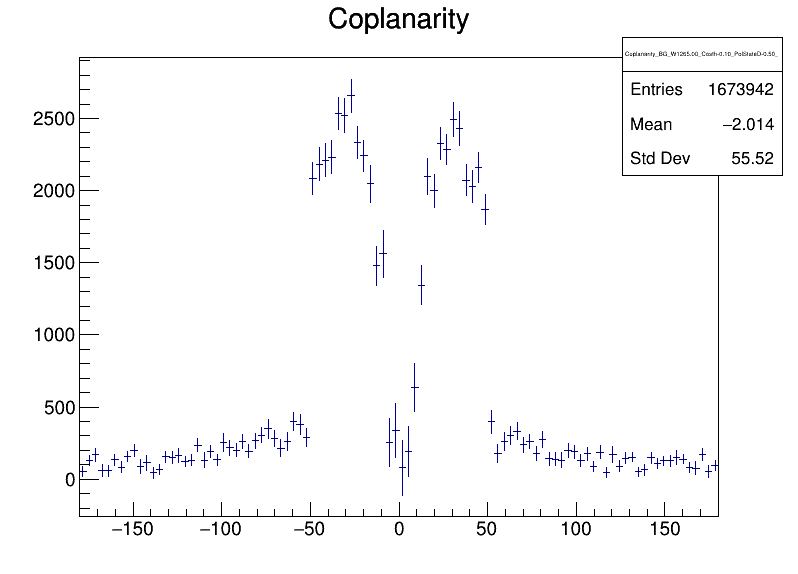 Coplanarity
Coplanarity_BG_W1265.00_Costh-0.10_PolStateD-0.50_
Entries 1673942
Mean −2.014
Std Dev 55.52
2500
2000
1500
1000
500
0
−150 −100 −50 0 50 100 150